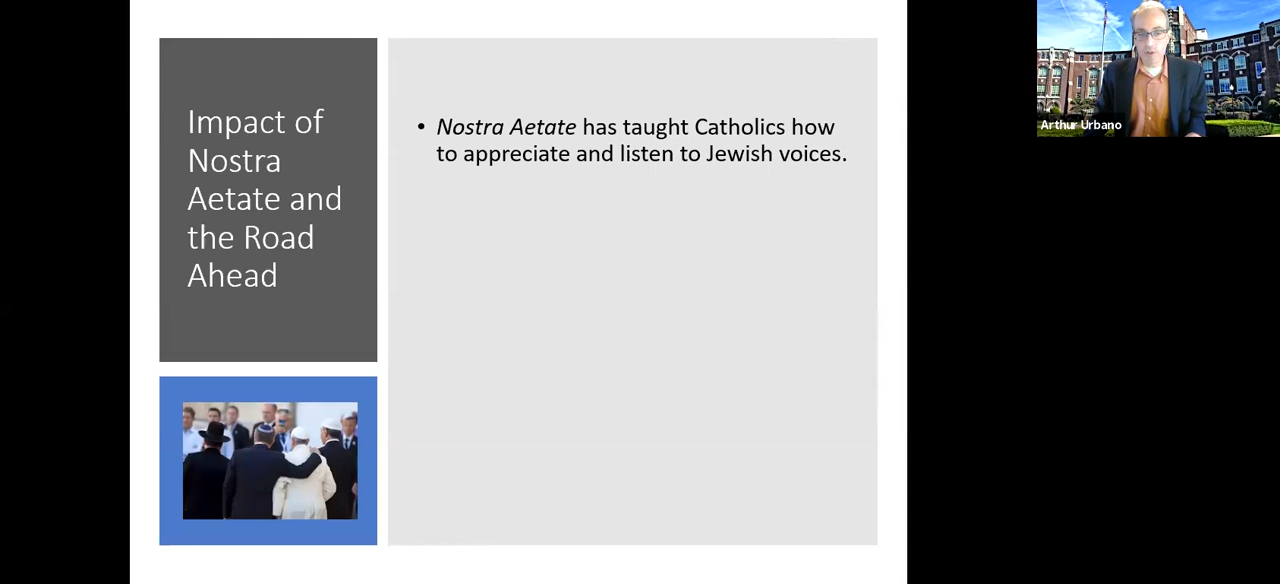 Impact of
Nostra
Aetate and
the Road
Ahead
• Nostra Aetate has taught Catholics how
to appreciate and listen to Jewish voices.
Arthur Urbano